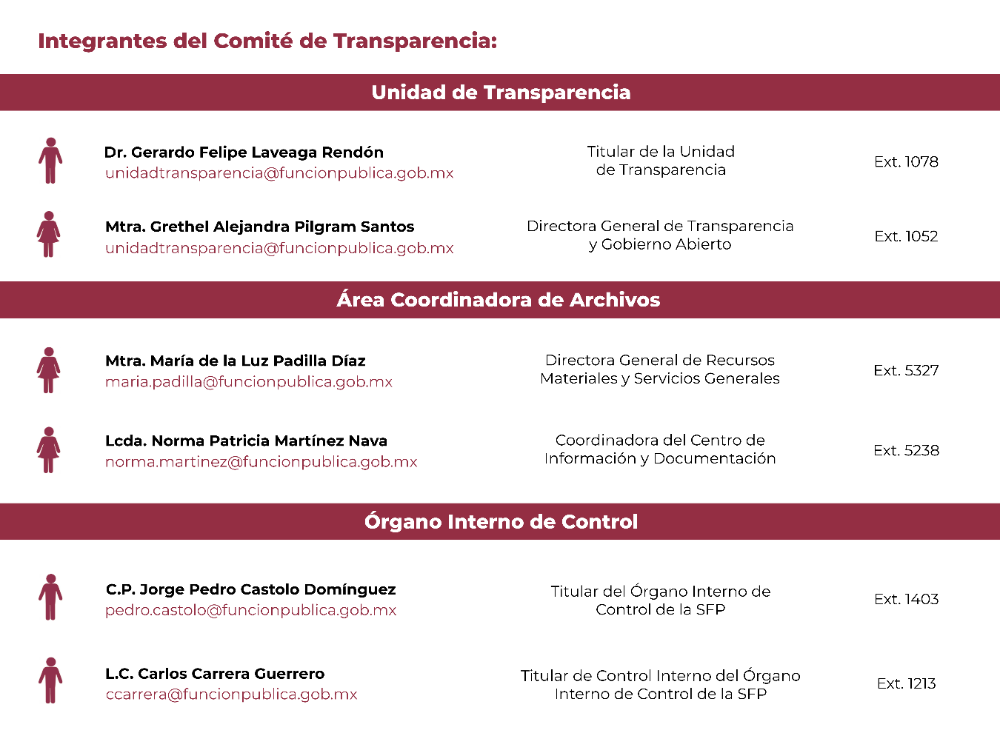 Integrantes del Comité de Transparencia:
Unidad de Transparencia
Dr. Gerardo Felipe Laveaga Rendón
unidadtransparencia@funcionpublica.gob.mx
Titular de la Unidad
de Transparencia
Ext. 1078
Mtra. Grethel Alejandra Pilgram Santos
unidadtransparencia@funcionpublica.gob.mx
Directora General de Transparencia
y Gobierno Abierto
Ext. 1052
Área Coordinadora de Archivos
Mtra. María de la Luz Padilla Díaz
maria.padilla@funcionpublica.gob.mx
Directora General de Recursos
Materiales y Servicios Generales
Ext. 5327
Lcda. Norma Patricia Martínez Nava
norma.martinez@funcionpublica.gob.mx
Coordinadora del Centro de
Información y Documentación
Ext. 5238
Órgano Interno de Control
C.P. Jorge Pedro Castolo Domínguez
pedro.castolo@funcionpublica.gob.mx
Titular del Órgano Interno de
Control de la SFP
Ext. 1403
L.C. Carlos Carrera Guerrero
ccarrera@funcionpublica.gob.mx
Titular de Control Interno del Órgano
Interno de Control de la SFP
Ext. 1213